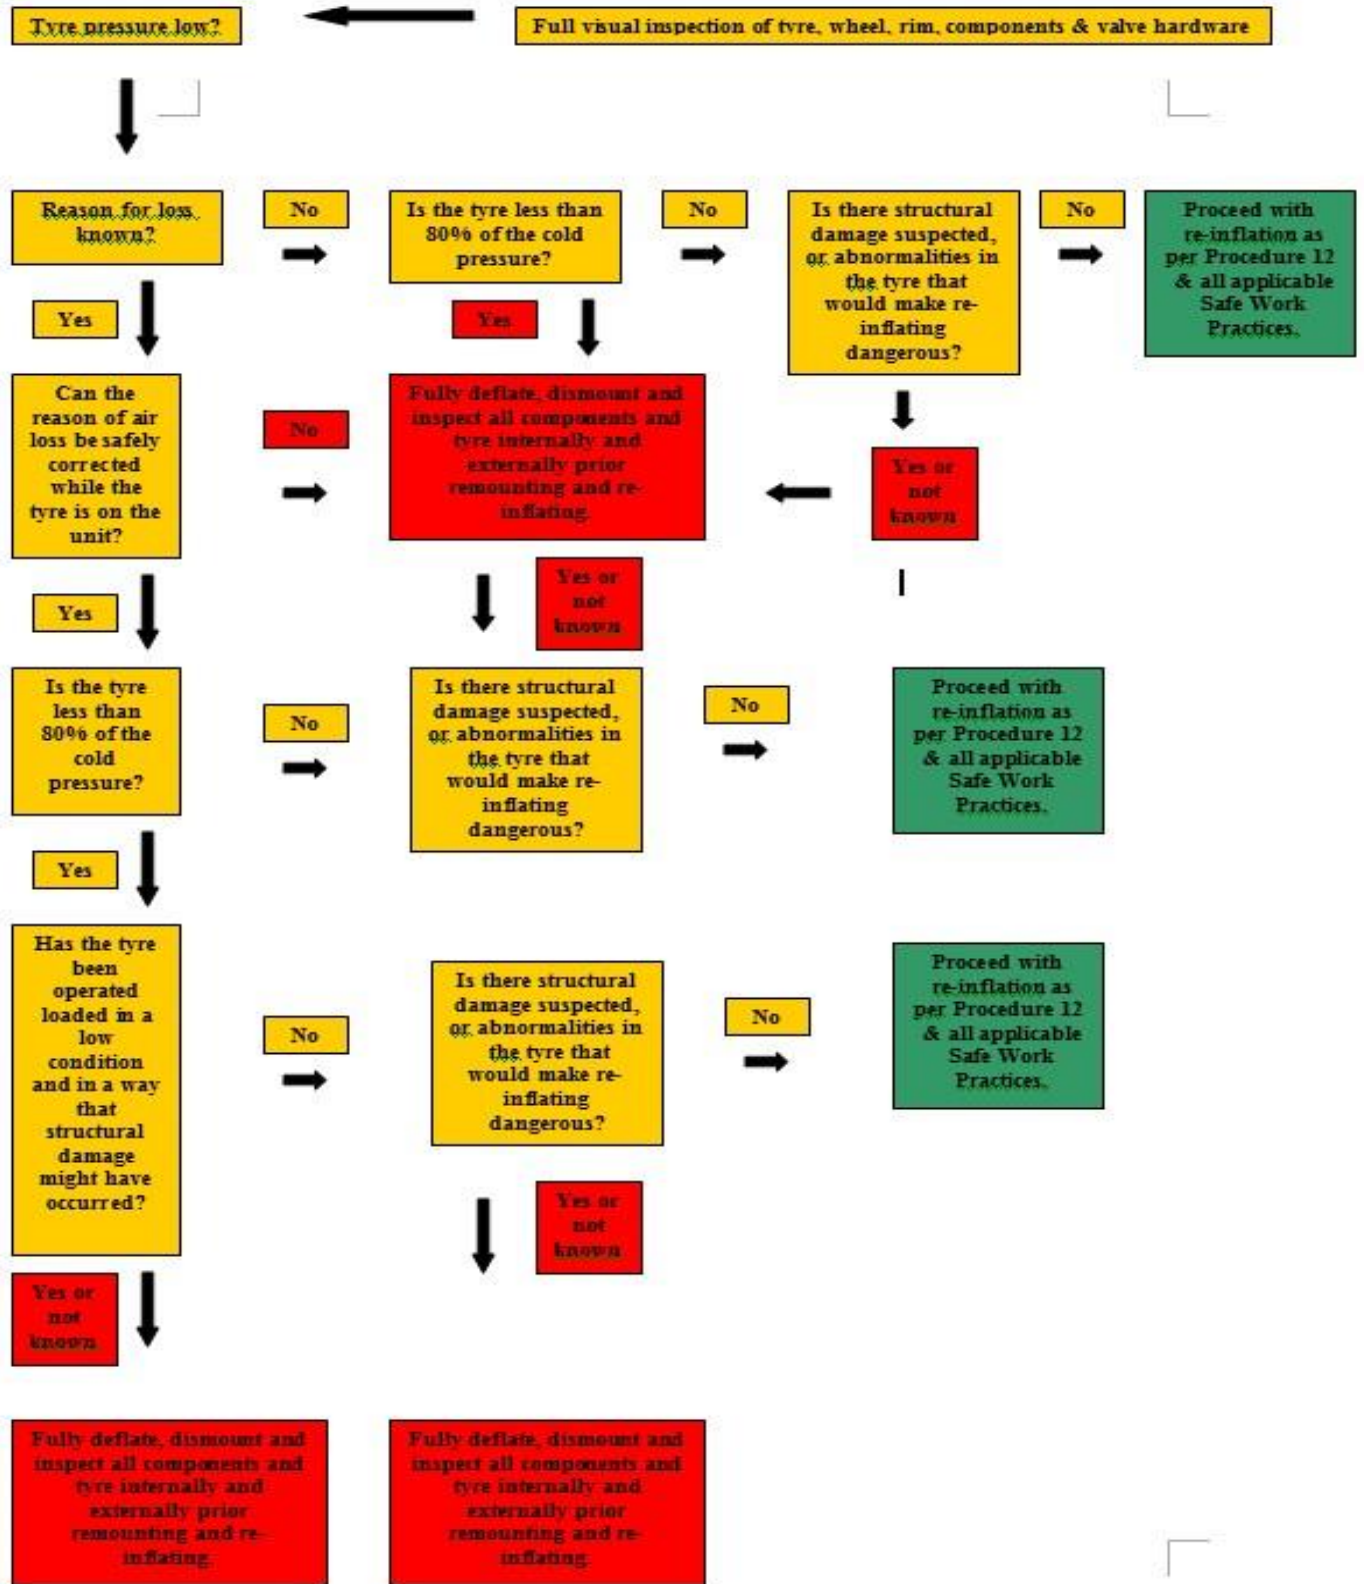 Tyre pressure low?
Full visual inspection of tyre, wheel, rim, components & valve hardware
Reason for loss
known?
No
Is the tyre less than
80% of the cold
pressure?
No
Is there structural
damage suspected,
or abnormalities in
the tyre that
would make re-
inflating
dangerous?
No
Proceed with
re-inflation as
per Procedure 12
& all applicable
Safe Work
Practices.
Yes
Yes
Can the
reason of air
loss be safely
corrected
while the
tyre is on the
unit?
No
Fully deflate, dismount and
inspect all components and
tyre internally and
externally prior
remounting and re-
inflating.
Yes or
not
known
Yes
Yes or
not
known
Is the tyre
less than
80% of the
cold
pressure?
No
Is there structural
damage suspected,
or abnormalities in
the tyre that
would make re-
inflating
dangerous?
No
Proceed with
re-inflation as
per Procedure 12
& all applicable
Safe Work
Practices.
Yes
Has the tyre
been
operated
loaded in a
low
condition
and in a way
that
structural
damage
might have
occurred?
No
Is there structural
damage suspected,
or abnormalities in
the tyre that
would make re-
inflating
dangerous?
No
Proceed with
re-inflation as
per Procedure 12
& all applicable
Safe Work
Practices.
Yes or
not
known
Yes or
not
known
Fully deflate, dismount and
inspect all components and
tyre internally and
externally prior
remounting and re-
inflating.
Fully deflate, dismount and
inspect all components and
tyre internally and
externally prior
remounting and re-
inflating.